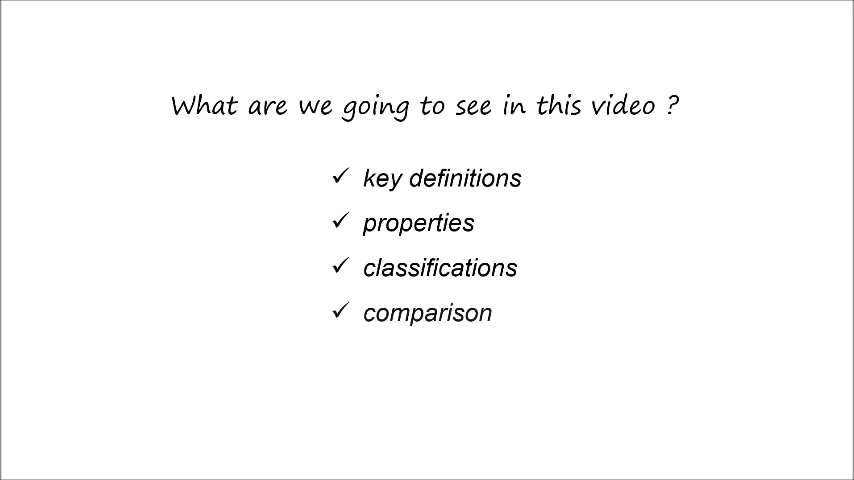 What are we going to see in this video ?
✓ key definitions
✓ properties
✓ classifications
✓ comparison